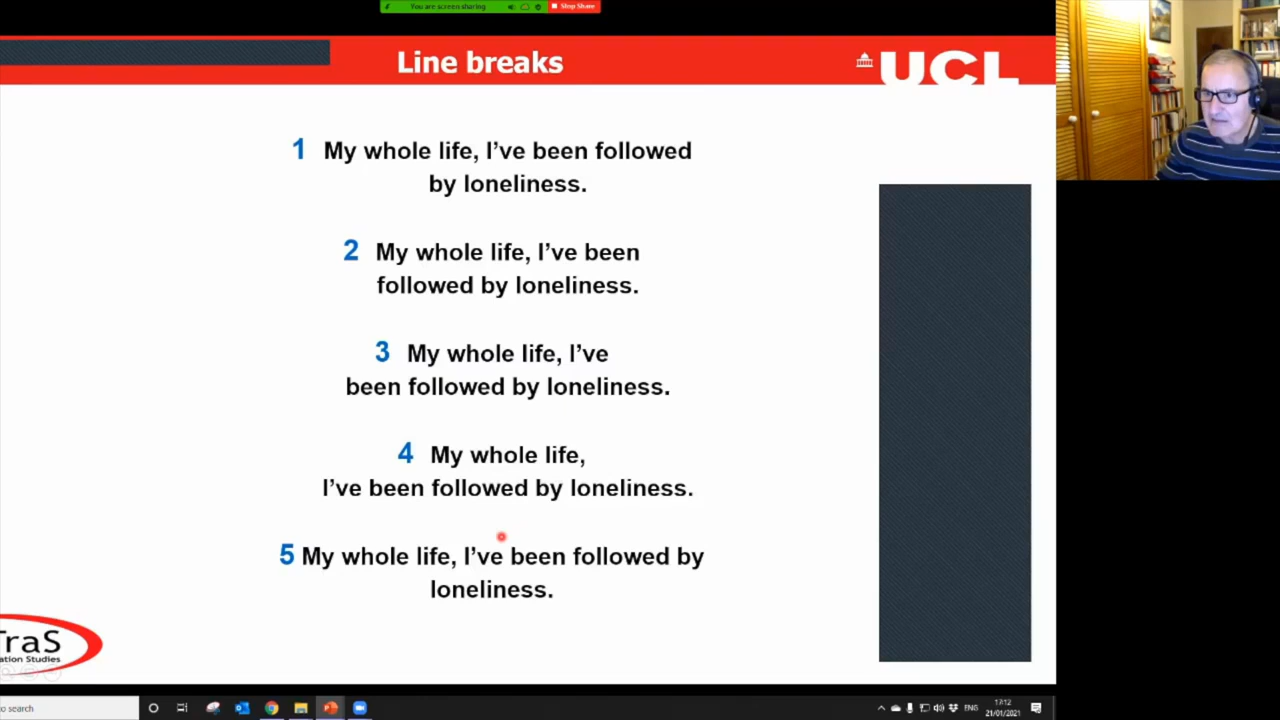 You are screen sharing
Stop Share
Line breaks
UCL
1 My whole life, I’ve been followed
by loneliness.
2 My whole life, I’ve been
followed by loneliness.
3 My whole life, I’ve
been followed by loneliness.
4 My whole life,
I’ve been followed by loneliness.
5 My whole life, I’ve been followed by
loneliness.
TraS
ation Studies
o search
ENG
17:12
21/01/2021